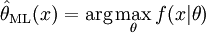 θ̂_ML(x) = arg max_θ f(x|θ)